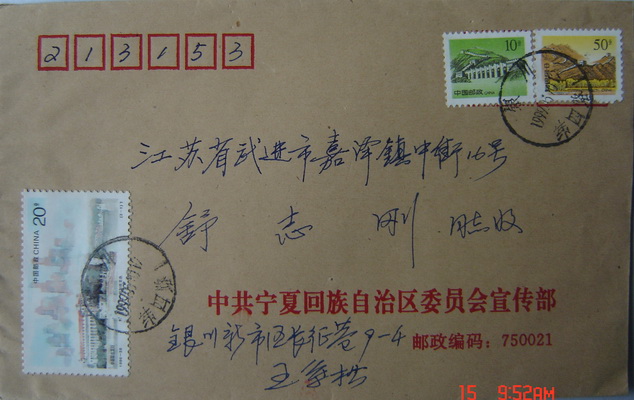 213153
10分
50分
中国邮政 CHINA
江苏省武进市嘉泽镇中街16号
舒志刚 同志收
20分
中国邮政 CHINA
中共宁夏回族自治区委员会宣传部
银川新市区长征巷9-4
邮政编码：750021
15 9:52AM